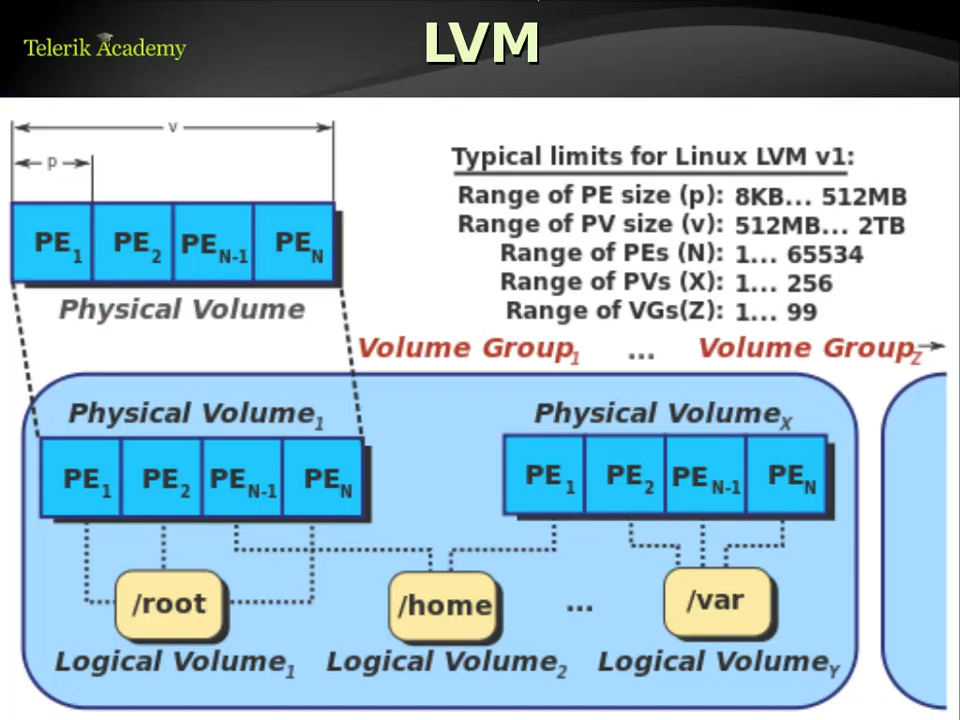 Telerik Academy
LVM
v
p
PE1 PE2 PEN-1 PEN
Physical Volume
Typical limits for Linux LVM v1:
Range of PE size (p): 8KB... 512MB
Range of PV size (v): 512MB... 2TB
Range of PEs (N): 1... 65534
Range of PVs (X): 1... 256
Range of VGs(Z): 1... 99
Volume Group1 ... Volume GroupZ
Physical Volume1 Physical VolumeX
PE1 PE2 PEN-1 PEN PE1 PE2 PEN-1 PEN
/root /home ... /var
Logical Volume1 Logical Volume2 Logical VolumeY